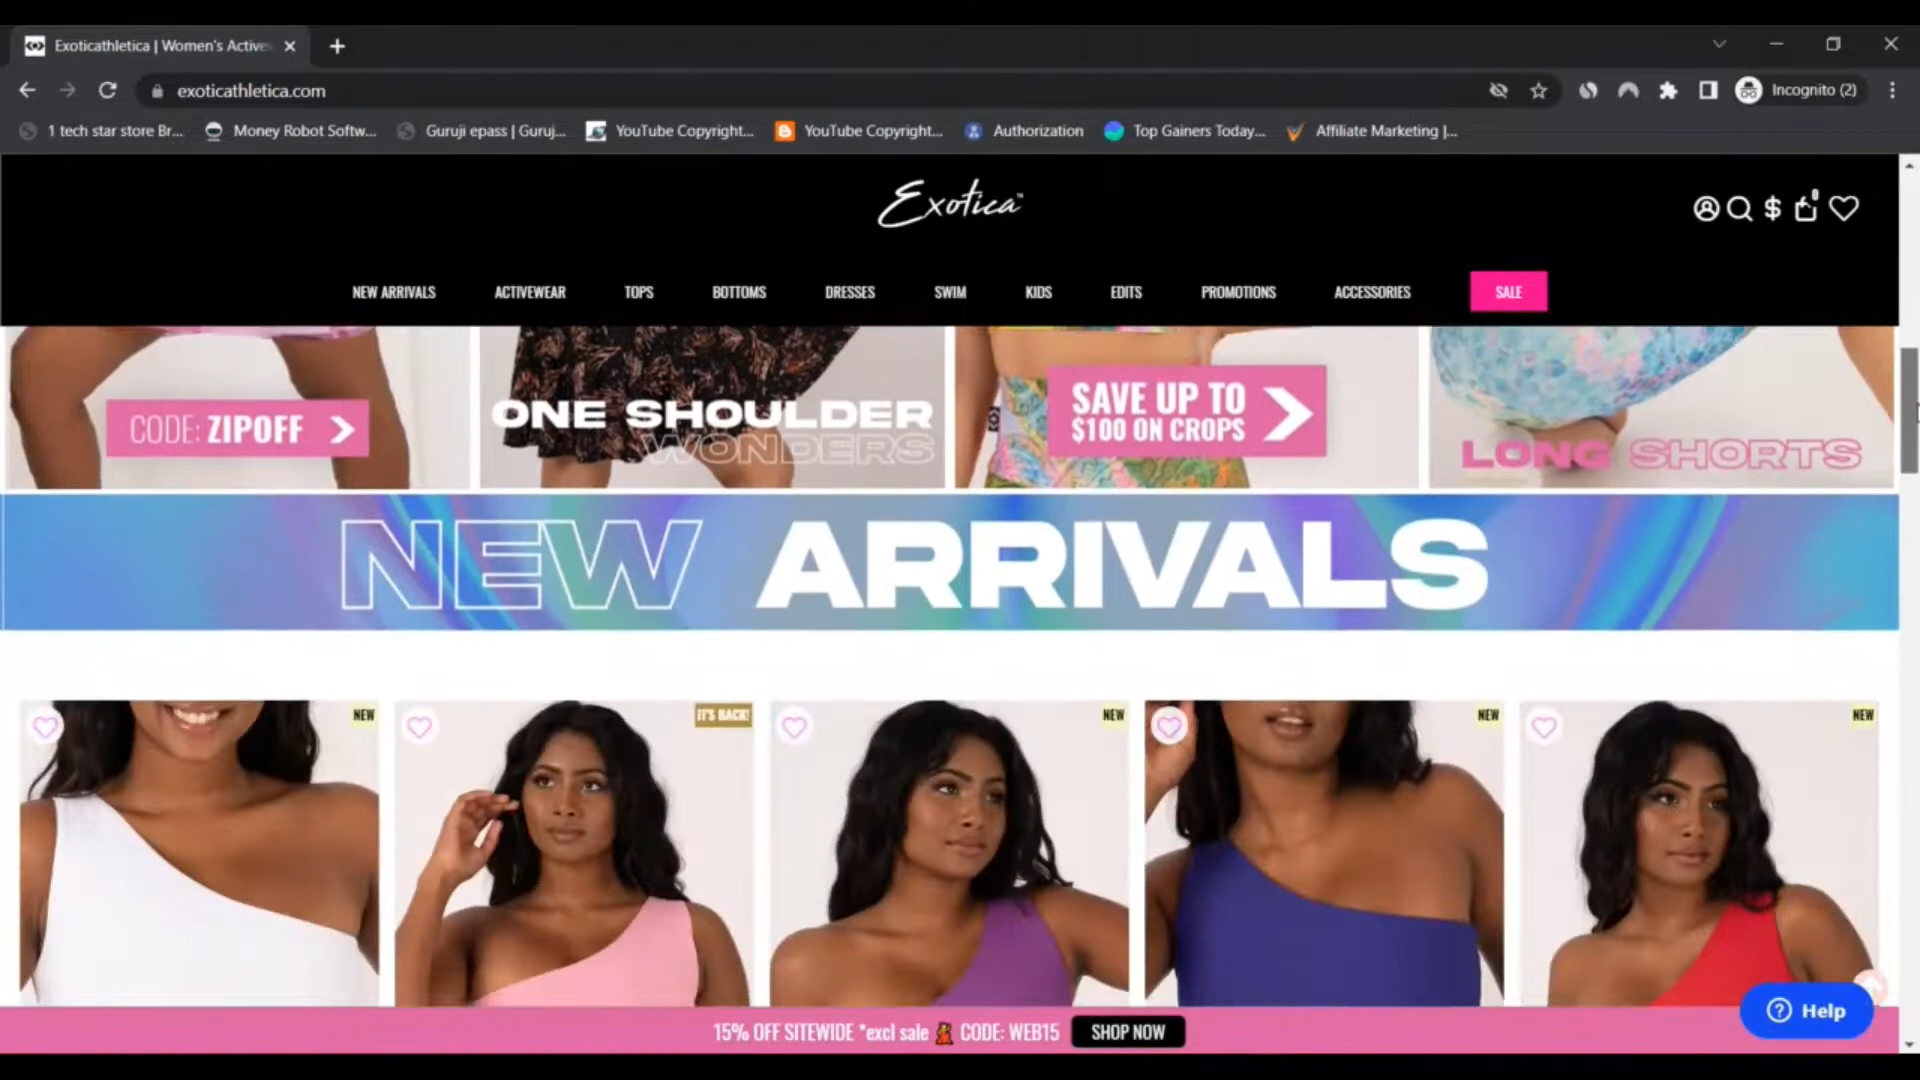 Exoticathletica | Women's Active
exoticathletica.com
Incognito (2)
1 tech star store Br...
Money Robot Softw...
Guruji epass | Guruj...
YouTube Copyright...
YouTube Copyright...
Authorization
Top Gainers Today...
Affiliate Marketing |...
Exotica™
0
NEW ARRIVALS
ACTIVEWEAR
TOPS
BOTTOMS
DRESSES
SWIM
KIDS
EDITS
PROMOTIONS
ACCESSORIES
SALE
CODE: ZIPOFF
ONE SHOULDER
WONDERS
SAVE UP TO
$100 ON CROPS
LONG SHORTS
NEW ARRIVALS
NEW
IT'S BACK!
NEW
NEW
NEW
15% OFF SITEWIDE *excl sale CODE: WEB15
SHOP NOW
Help